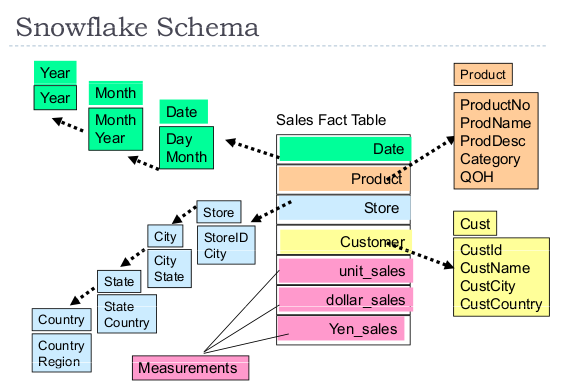 Snowflake Schema
Year
Year
Month
Month
Year
Date
Day
Month
Sales Fact Table
Date
Product
Store
Customer
unit_sales
dollar_sales
Yen_sales
Product
ProductNo
ProdName
ProdDesc
Category
QOH
Cust
CustId
CustName
CustCity
CustCountry
Store
StoreID
City
City
City
State
State
State
Country
Country
Country
Region
Measurements